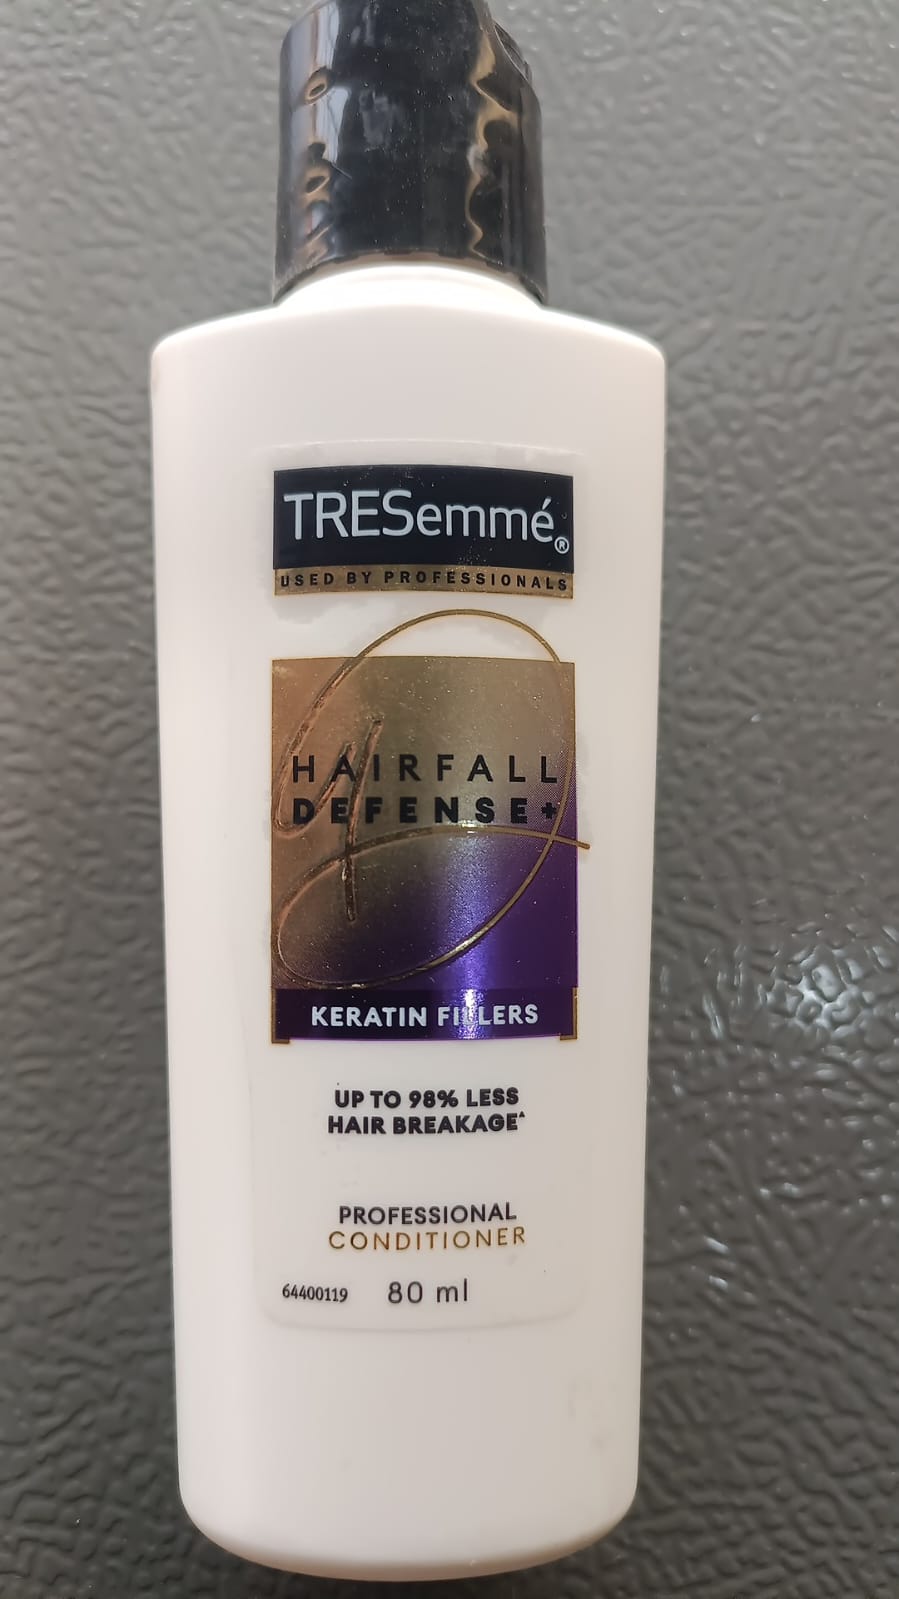 TRESemmé®
USED BY PROFESSIONALS
HAIRFALL
DEFENSE+
KERATIN FILLERS
UP TO 98% LESS
HAIR BREAKAGE^
PROFESSIONAL
CONDITIONER
64400119 80 ml